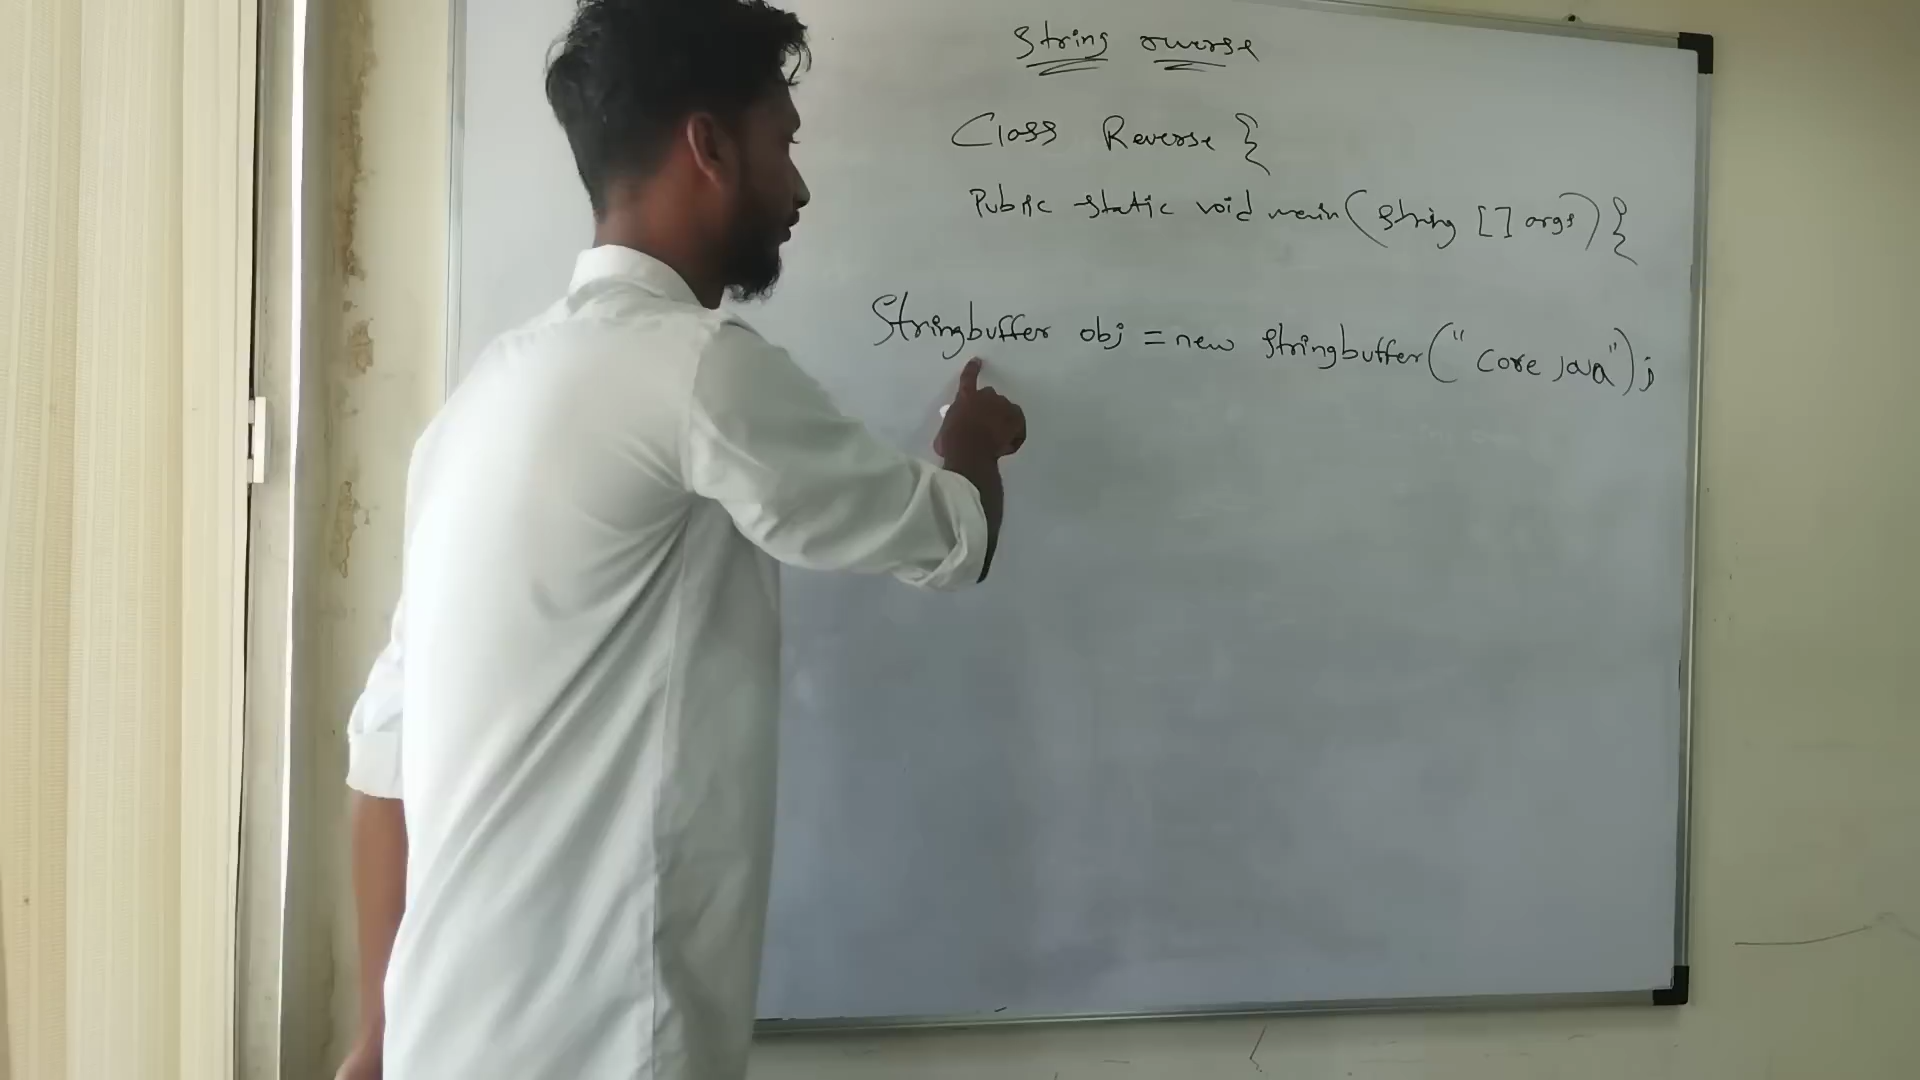 String reverse
Class Reverse {
Public static void main (String [] args) {
Stringbuffer obj = new Stringbuffer ("Core java");